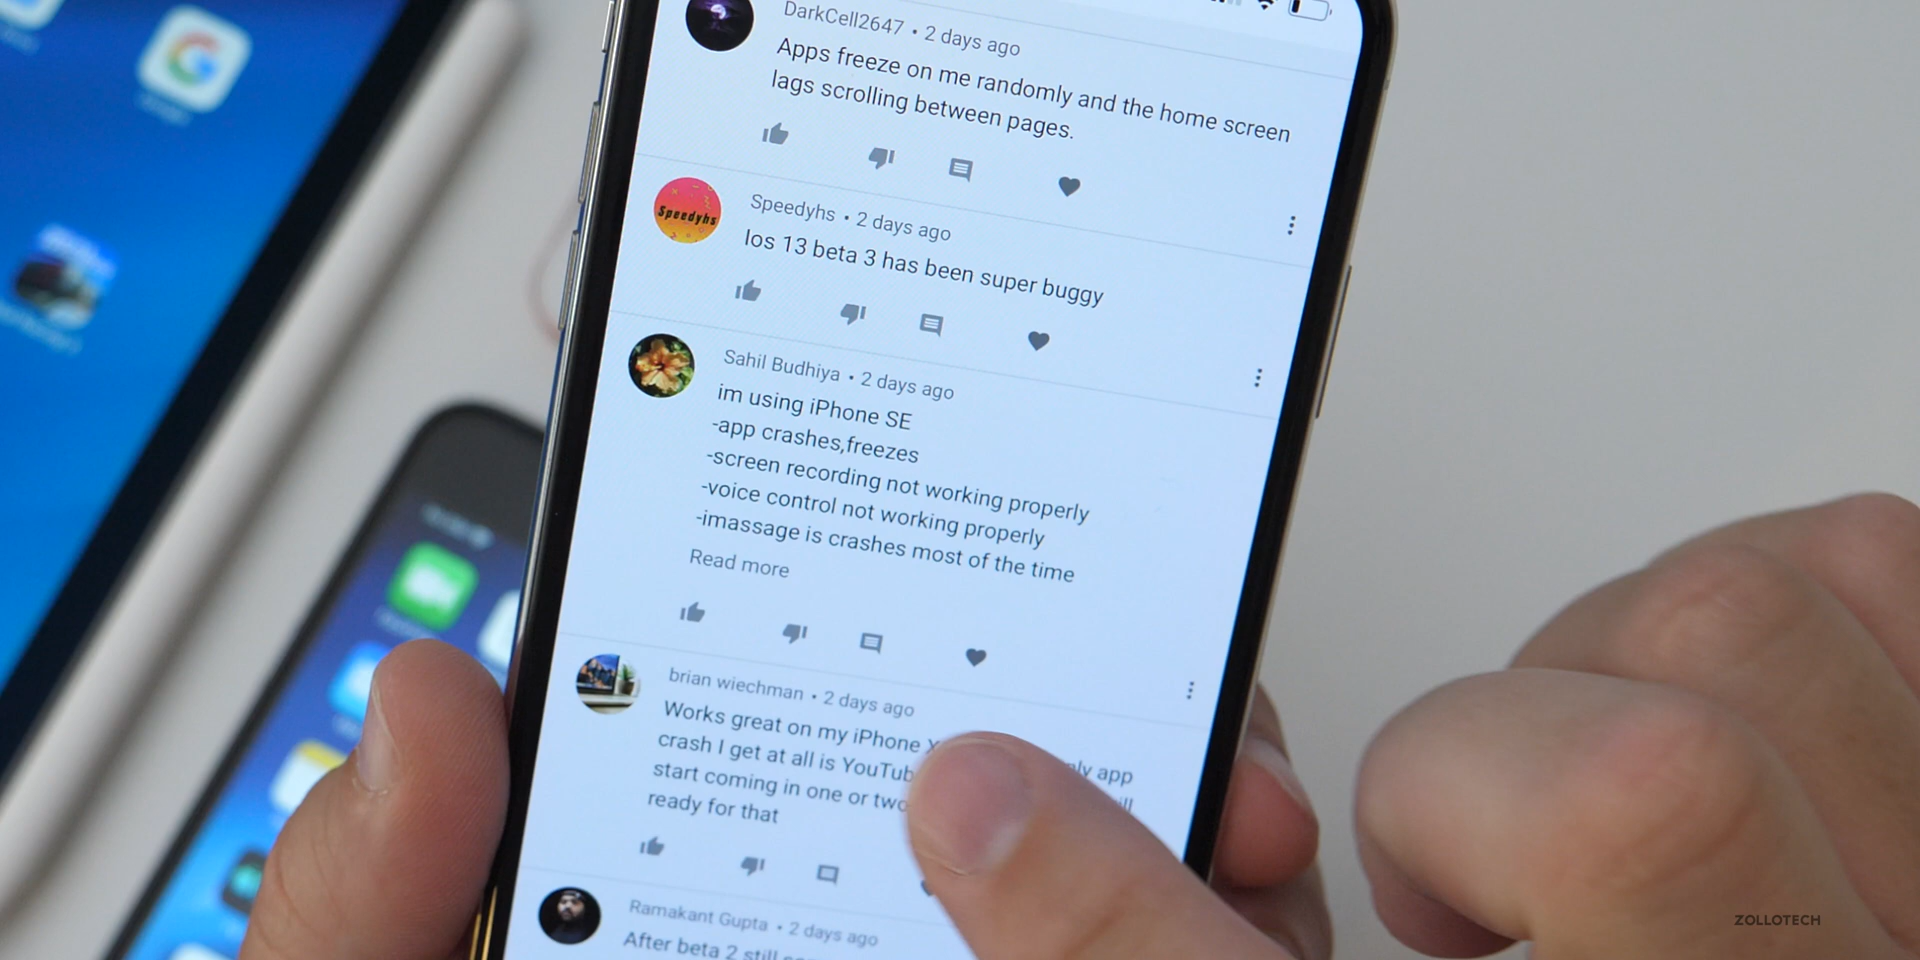 DarkCell2647 • 2 days ago
Apps freeze on me randomly and the home screen
lags scrolling between pages.
Speedyhs
Speedyhs • 2 days ago
Ios 13 beta 3 has been super buggy
Sahil Budhiya • 2 days ago
im using iPhone SE
-app crashes,freezes
-screen recording not working properly
-voice control not working properly
-imassage is crashes most of the time
Read more
brian wiechman • 2 days ago
Works great on my iPhone app
crash I get at all is
start coming in one or two
ready for that
Ramakant Gupta • 2 days ago
After beta 2 still
ZOLLOTECH